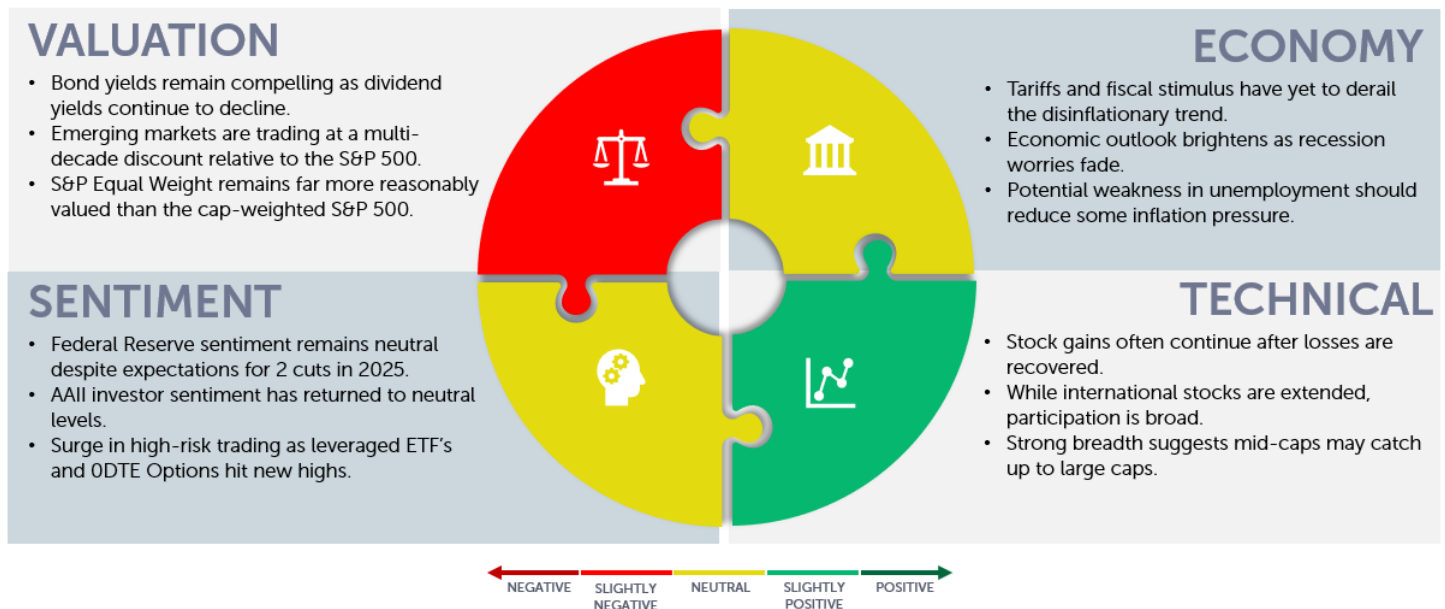 VALUATION
• Bond yields remain compelling as dividend
yields continue to decline.
• Emerging markets are trading at a multi-
decade discount relative to the S&P 500.
• S&P Equal Weight remains far more reasonably
valued than the cap-weighted S&P 500.
ECONOMY
• Tariffs and fiscal stimulus have yet to derail
the disinflationary trend.
• Economic outlook brightens as recession
worries fade.
• Potential weakness in unemployment should
reduce some inflation pressure.
SENTIMENT
• Federal Reserve sentiment remains neutral
despite expectations for 2 cuts in 2025.
• AAII investor sentiment has returned to neutral
levels.
• Surge in high-risk trading as leveraged ETF's
and 0DTE Options hit new highs.
TECHNICAL
• Stock gains often continue after losses are
recovered.
• While international stocks are extended,
participation is broad.
• Strong breadth suggests mid-caps may catch
up to large caps.
NEGATIVE
SLIGHTLY
NEGATIVE
NEUTRAL
SLIGHTLY
POSITIVE
POSITIVE